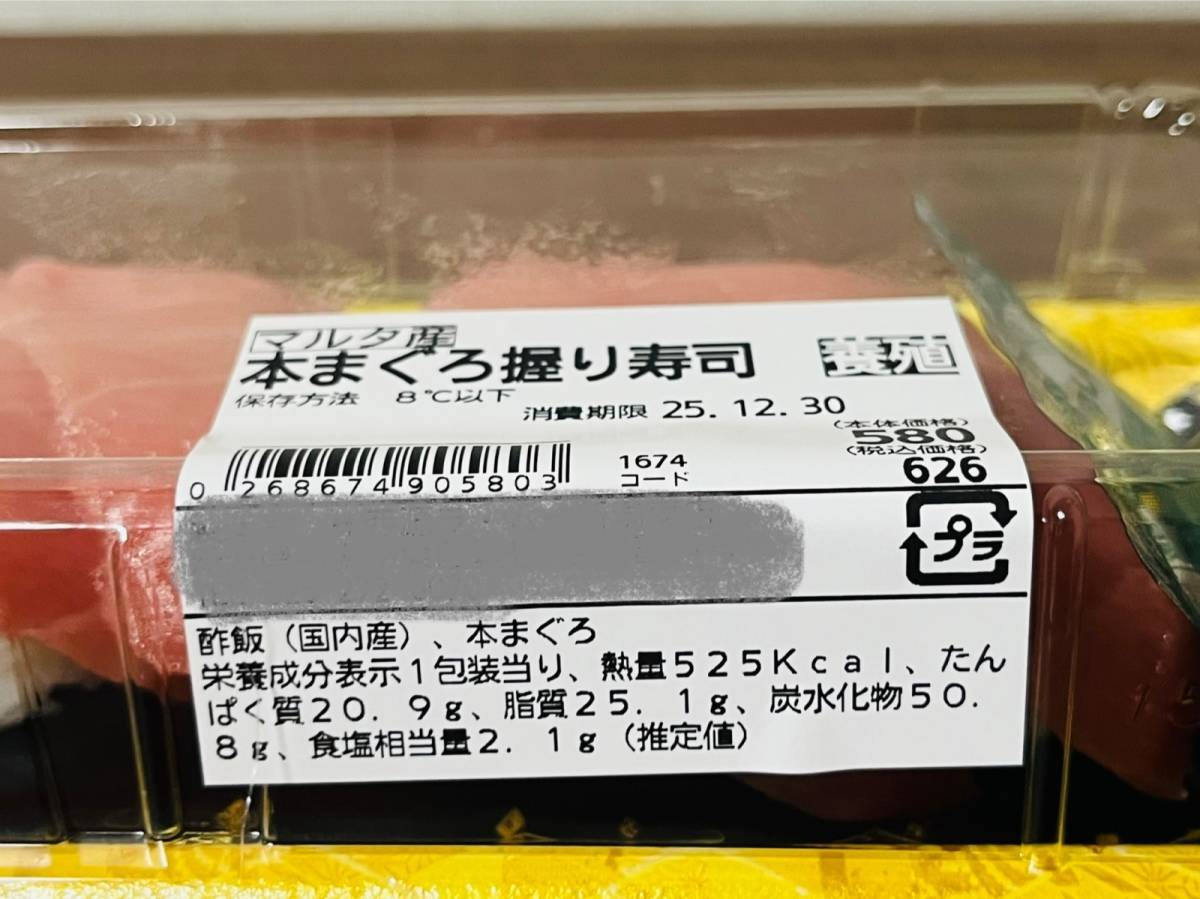 マルタ産
本まぐろ握り寿司 養殖
保存方法 8℃以下
消費期限 25.12.30
(本体価格)
580
(税込価格)
626
1674
コード
0 268674 905803
プラ
酢飯(国内産)、本まぐろ
栄養成分表示1包装当り、熱量525Kcal、たん
ぱく質20.9g、脂質25.1g、炭水化物50.
8g、食塩相当量2.1g(推定値)